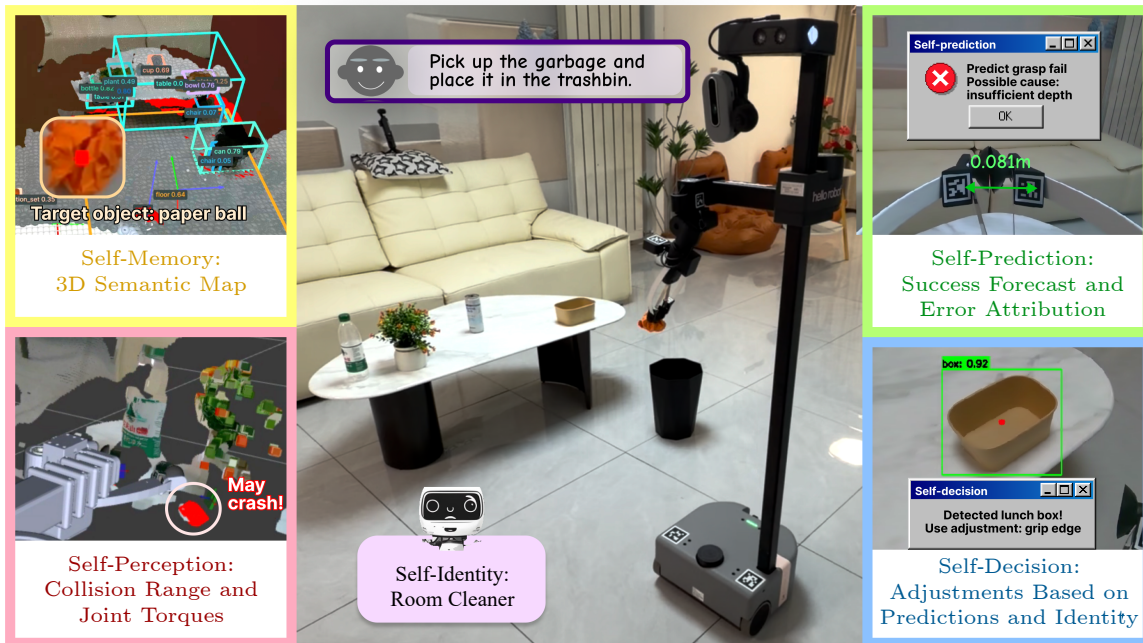 plant 0.49
cup 0.69
table 0.0
bowl 0.76
chair 0.07
can 0.79
chair 0.05
floor 0.64
Target object: paper ball
Self-Memory:
3D Semantic Map
Pick up the garbage and
place it in the trashbin.
hello robot
Self-prediction
Predict grasp fail
Possible cause:
insufficient depth
OK
0.081m
Self-Prediction:
Success Forecast and
Error Attribution
May
crash!
Self-Perception:
Collision Range and
Joint Torques
Self-Identity:
Room Cleaner
box: 0.92
Self-decision
Detected lunch box!
Use adjustment: grip edge
Self-Decision:
Adjustments Based on
Predictions and Identity